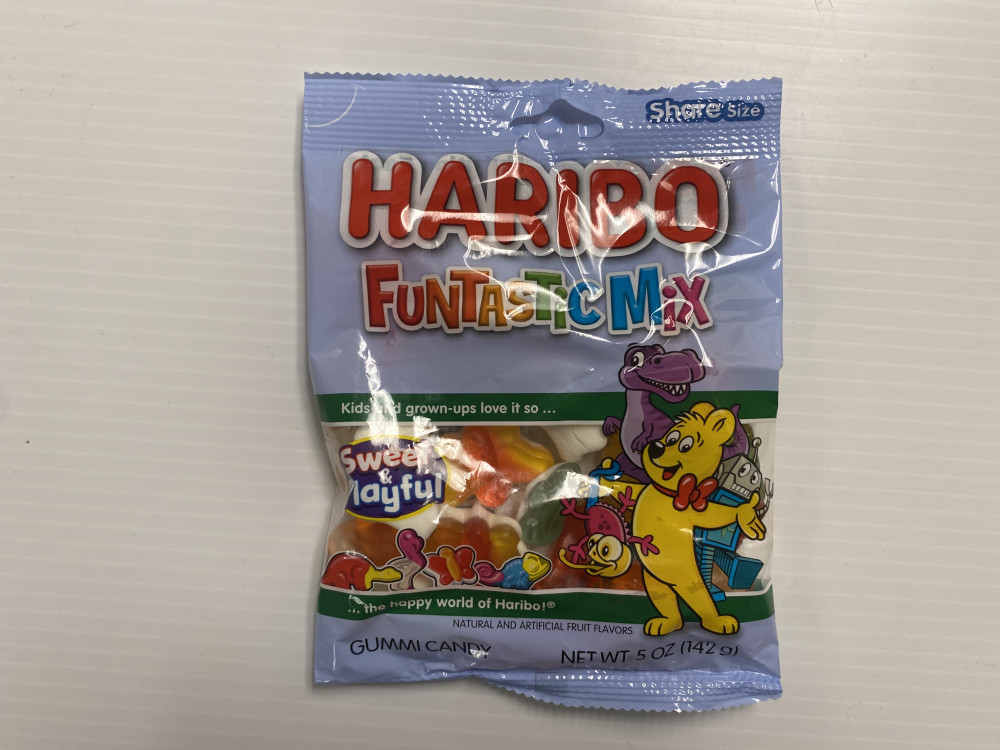 Share Size
HARIBO
FUNTASTIC MiX
Kids and grown-ups love it so ...
Sweet
&
Playful
... the happy world of Haribo!®
NATURAL AND ARTIFICIAL FRUIT FLAVORS
GUMMI CANDY
NET WT 5 OZ (142 g)